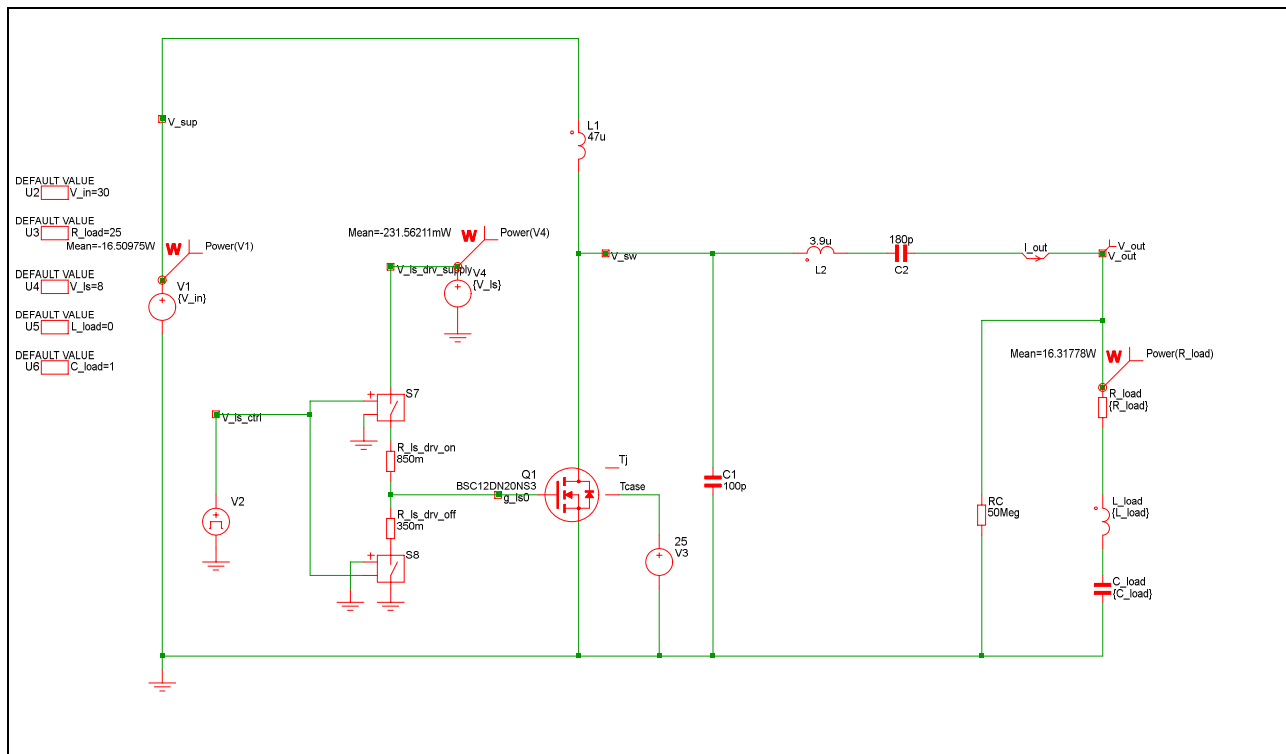 V_sup
L1
47u
DEFAULT VALUE
U2 V_in=30
DEFAULT VALUE
U3 R_load=25
Mean=-16.50975W
W
Power(V1)
DEFAULT VALUE
U4 V_ls=8
V1
{V_in}
DEFAULT VALUE
U5 L_load=0
DEFAULT VALUE
U6 C_load=1
Mean=-231.56211mW
W
Power(V4)
V_ls_drv_supply
V4
{V_ls}
V_sw
3.9u
L2
180p
C2
I_out
V_out
V_out
Mean=16.31778W
W
Power(R_load)
R_load
{R_load}
V_ls_ctrl
+
S7
R_ls_drv_on
850m
Q1
BSC12DN20NS3
g_ls0
Tj
Tcase
C1
100p
V2
R_ls_drv_off
350m
+
S8
25
V3
RC
50Meg
L_load
{L_load}
C_load
{C_load}